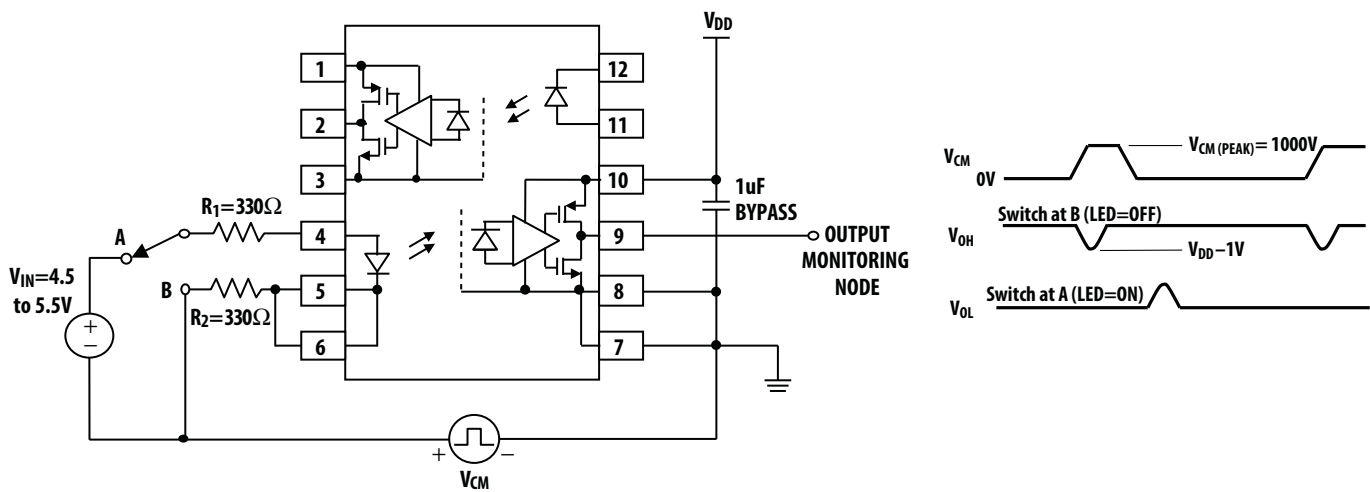 V_DD
1
2
3
4
5
6
12
11
10
9
8
7
1uF
BYPASS
OUTPUT
MONITORING
NODE
R₁=330Ω
A
V_IN=4.5
to 5.5V
+
−
B
R₂=330Ω
+
−
V_CM
V_CM
0V
V_CM (PEAK)= 1000V
Switch at B (LED=OFF)
V_OH
V_DD−1V
Switch at A (LED=ON)
V_OL